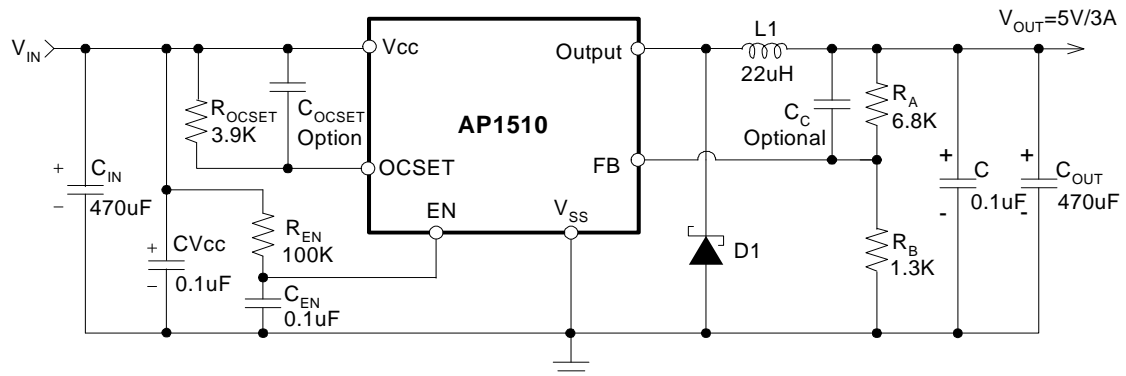 V_OUT=5V/3A
V_IN
Vcc
Output
L1
22uH
R_OCSET
3.9K
C_OCSET
Option
AP1510
C_C
Optional
R_A
6.8K
OCSET
FB
+
C_IN
470uF
–
EN
V_SS
R_EN
100K
+
CVcc
0.1uF
–
C_EN
0.1uF
D1
R_B
1.3K
+
C
0.1uF
-
+
C_OUT
470uF
-